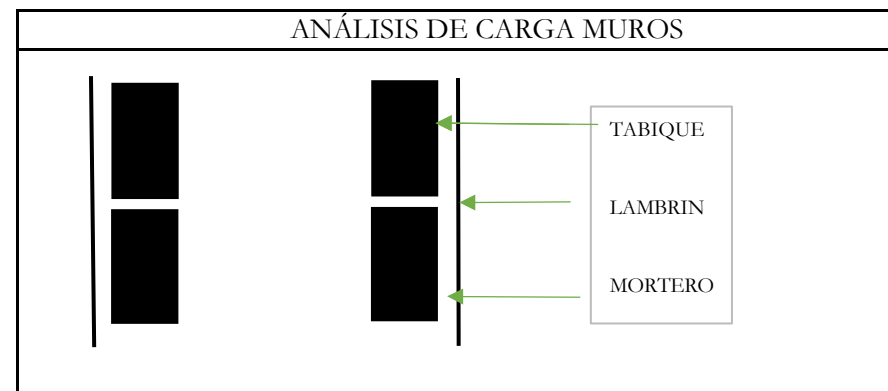 ANÁLISIS DE CARGA MUROS
TABIQUE
LAMBRIN
MORTERO